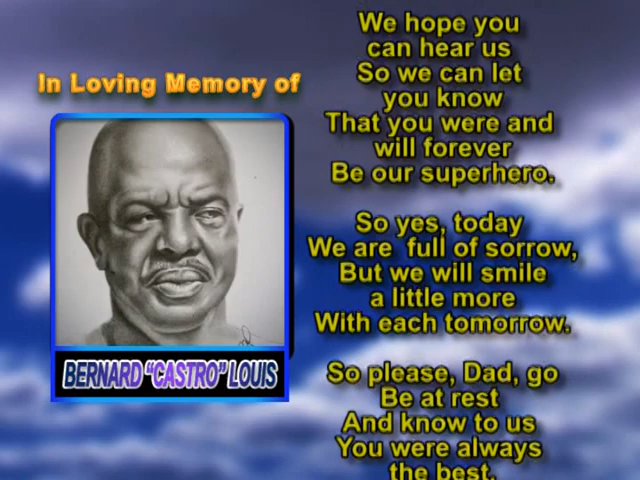 In Loving Memory of
BERNARD "CASTRO" LOUIS
We hope you
can hear us
So we can let
you know
That you were and
will forever
Be our superhero.
So yes, today
We are full of sorrow,
But we will smile
a little more
With each tomorrow.
So please, Dad, go
Be at rest
And know to us
You were always
the best.